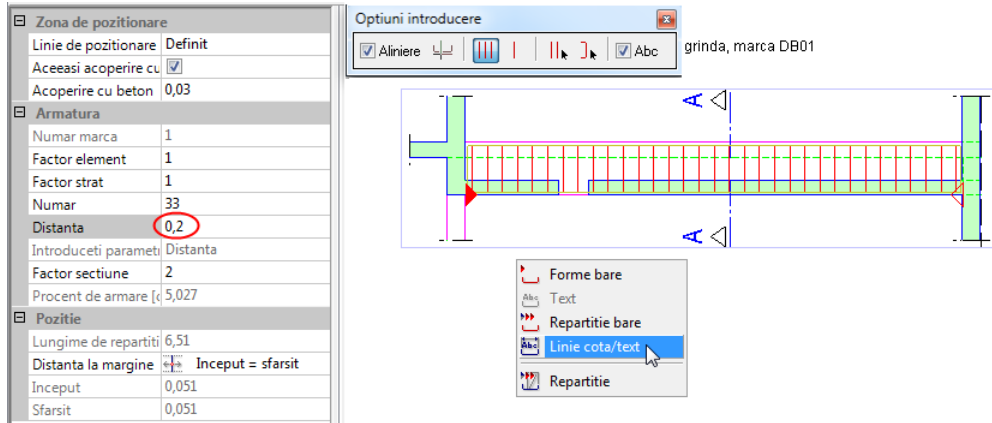 Zona de pozitionare
Linie de pozitionare Definit
Aceeasi acoperire cu
Acoperire cu beton 0,03
Armatura
Numar marca 1
Factor element 1
Factor strat 1
Numar 33
Distanta 0,2
Introduceti parameti Distanta
Factor sectiune 2
Procent de armare [c 5,027
Pozitie
Lungime de repartiti 6,51
Distanta la margine Inceput = sfarsit
Inceput 0,051
Sfarsit 0,051
Optiuni introducere
Aliniere Abc
grinda, marca DB01
A
A
Forme bare
Abc Text
Repartitie bare
Abc Linie cota/text
Repartitie